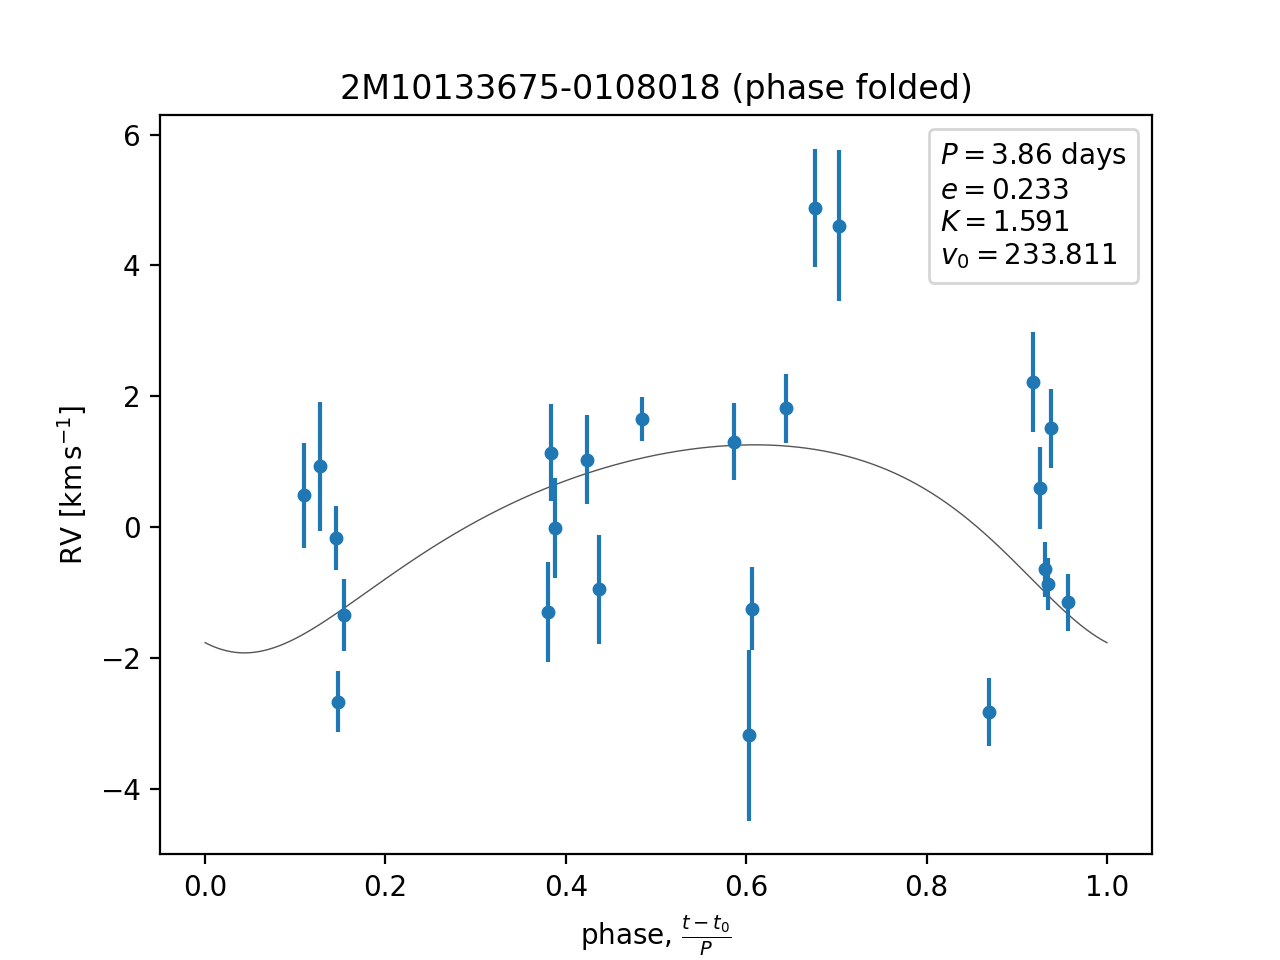 2M10133675-0108018 (phase folded)
6
4
2
0
−2
−4
RV [km s⁻¹]
P = 3.86 days
e = 0.233
K = 1.591
v₀ = 233.811
0.0 0.2 0.4 0.6 0.8 1.0
phase, (t − t₀)/P